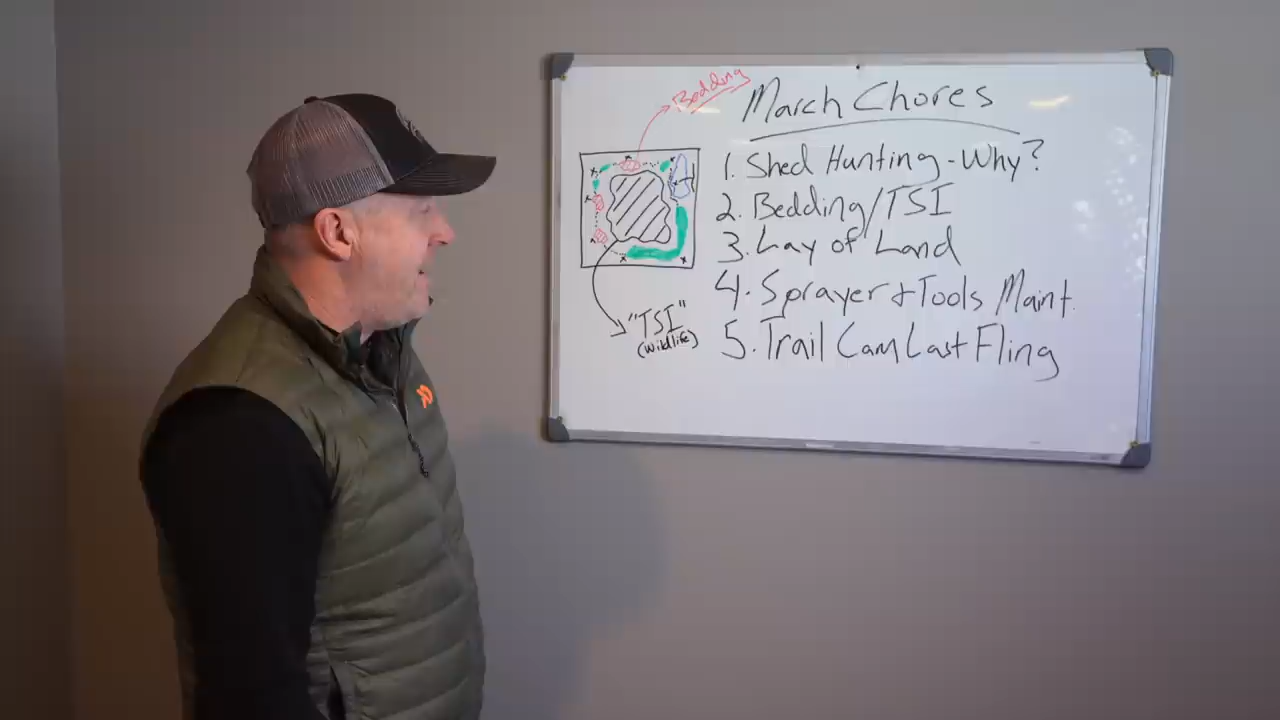 Bedding
March Chores
1. Shed Hunting - Why?
2. Bedding/TSI
3. Lay of Land
4. Sprayer + Tools Maint.
5. Trail Cam Last Fling
"TSI"
(wildlife)